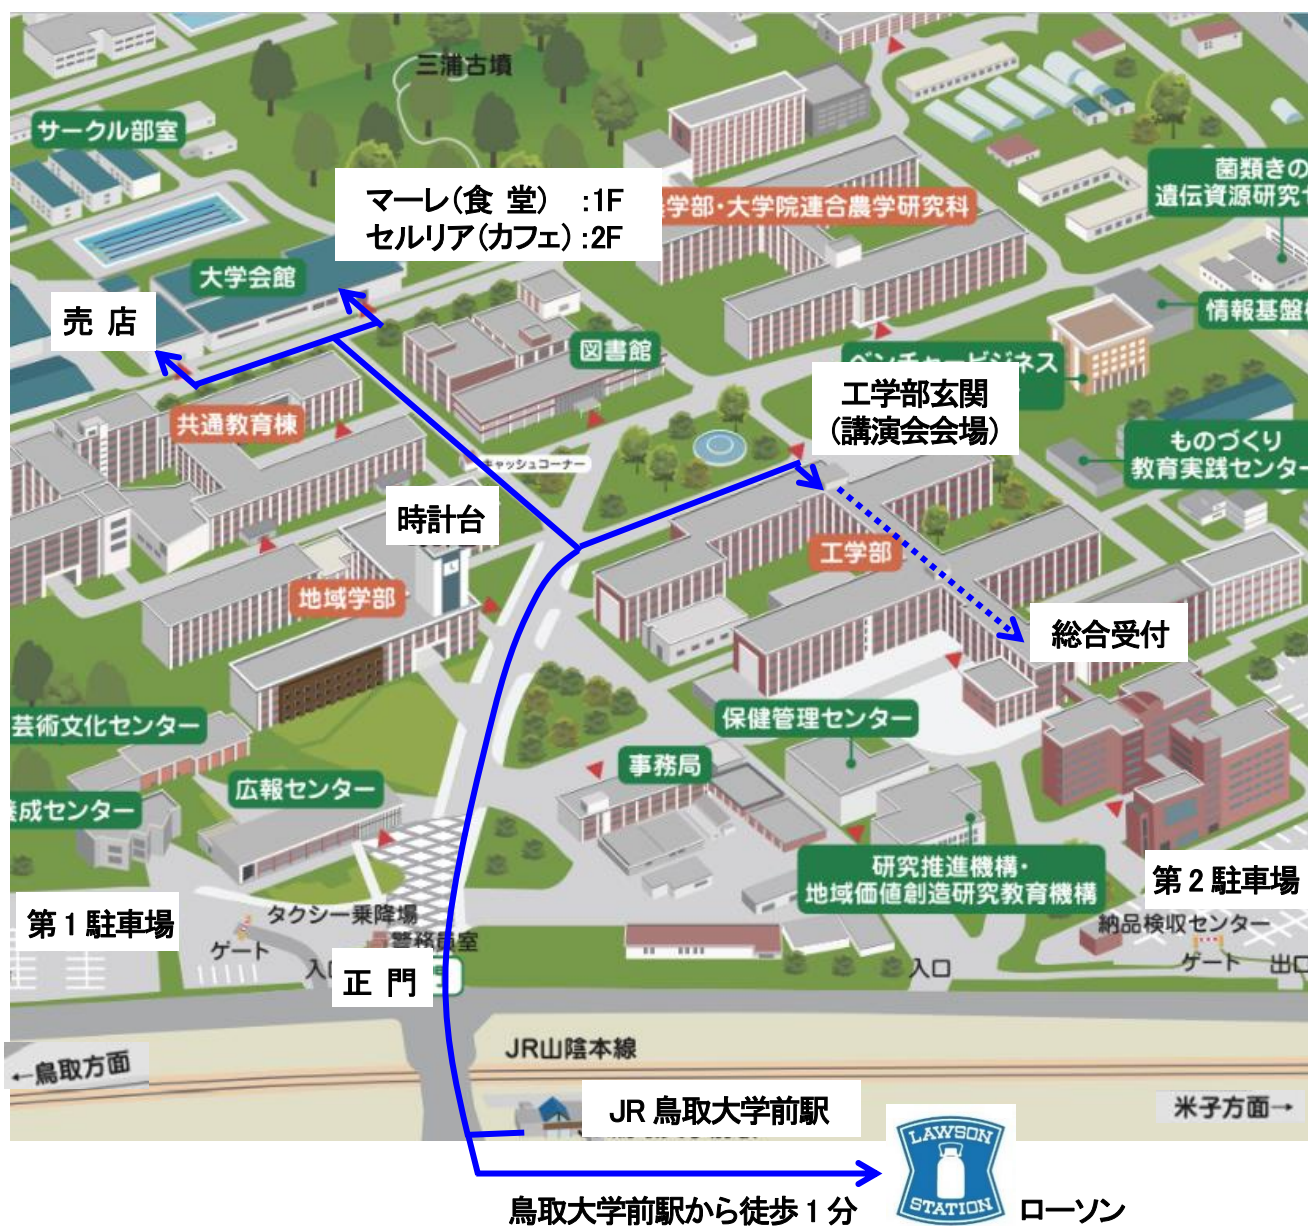 三浦古墳
サークル部室
菌類きの
遺伝資源研究
マーレ(食 堂) :1F
セルリア(カフェ):2F
学部・大学院連合農学研究科
大学会館
売 店
図書館
情報基盤
ベンチャービジネス
工学部玄関
(講演会会場)
共通教育棟
ものづくり
教育実践センター
キャッシュコーナー
時計台
工学部
地域学部
総合受付
芸術文化センター
保健管理センター
事務局
広報センター
養成センター
研究推進機構・
地域価値創造研究教育機構
第2駐車場
第1駐車場
タクシー乗降場
警務員室
納品検収センター
ゲート
入口
正 門
入口
ゲート
出口
JR山陰本線
←鳥取方面
JR 鳥取大学前駅
米子方面→
LAWSON
STATION
鳥取大学前駅から徒歩1分
ローソン